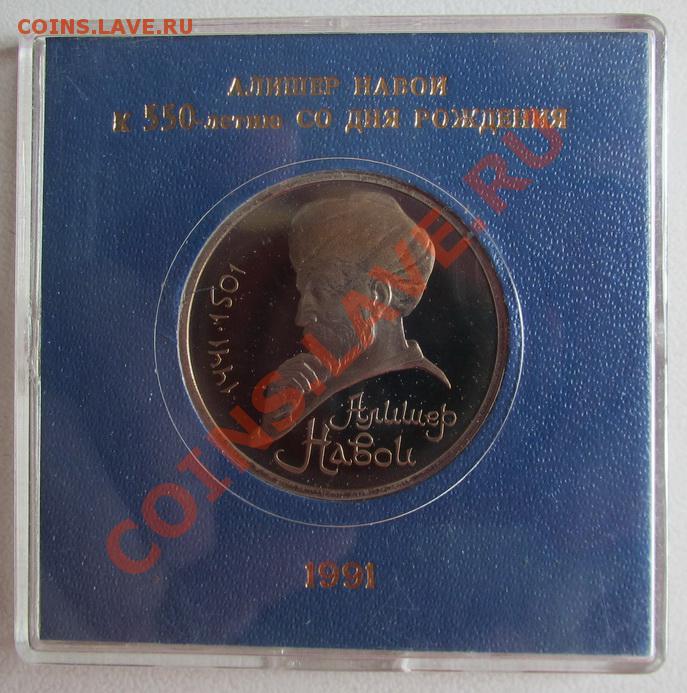 COINS.LAVE.RU
АЛИШЕР НАВОИ
К 550-летию СО ДНЯ РОЖДЕНИЯ
1441·1501
Алишер
Навои
COINS.LAVE.RU
1991